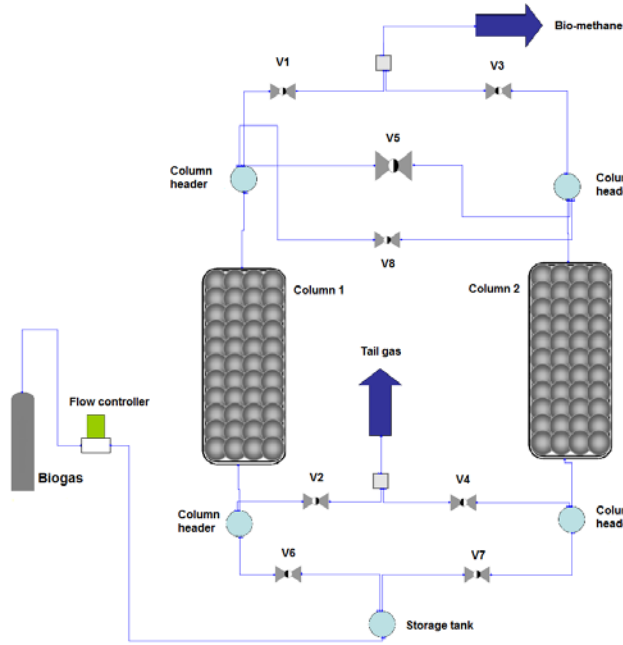 Bio-methane
V1
V3
V5
Column
header
V8
Column 1
Column 2
Tail gas
Flow controller
Biogas
V2
V4
Column
header
V6
V7
Storage tank